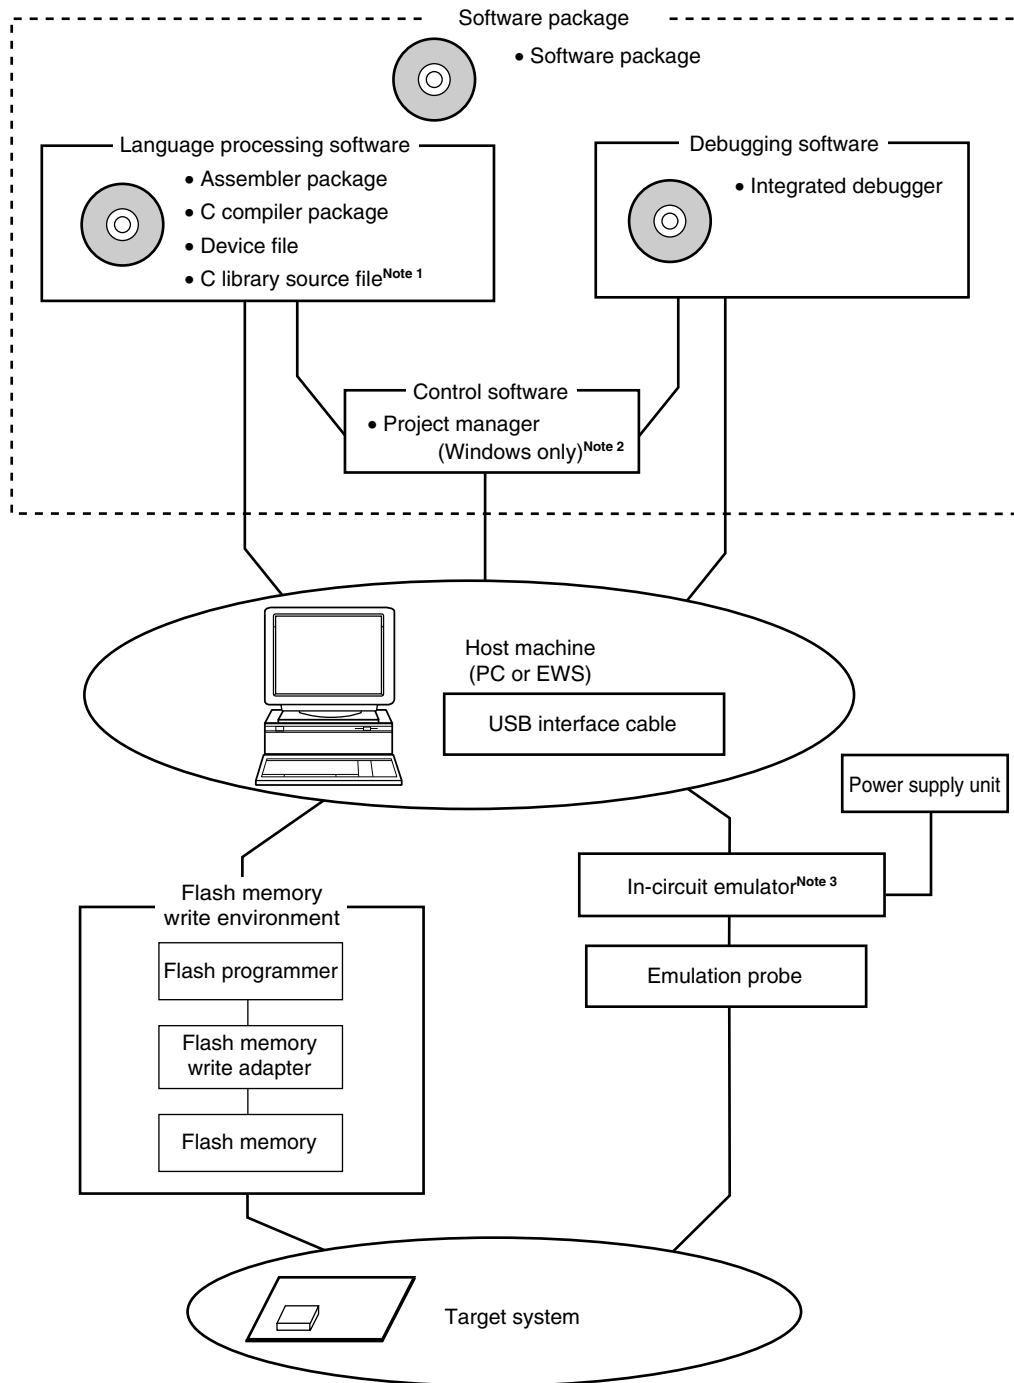 Software package
• Software package
Language processing software
• Assembler package
• C compiler package
• Device file
• C library source fileNote 1
Debugging software
• Integrated debugger
Control software
• Project manager
(Windows only)Note 2
Host machine
(PC or EWS)
USB interface cable
Power supply unit
Flash memory
write environment
Flash programmer
Flash memory
write adapter
Flash memory
In-circuit emulatorNote 3
Emulation probe
Target system